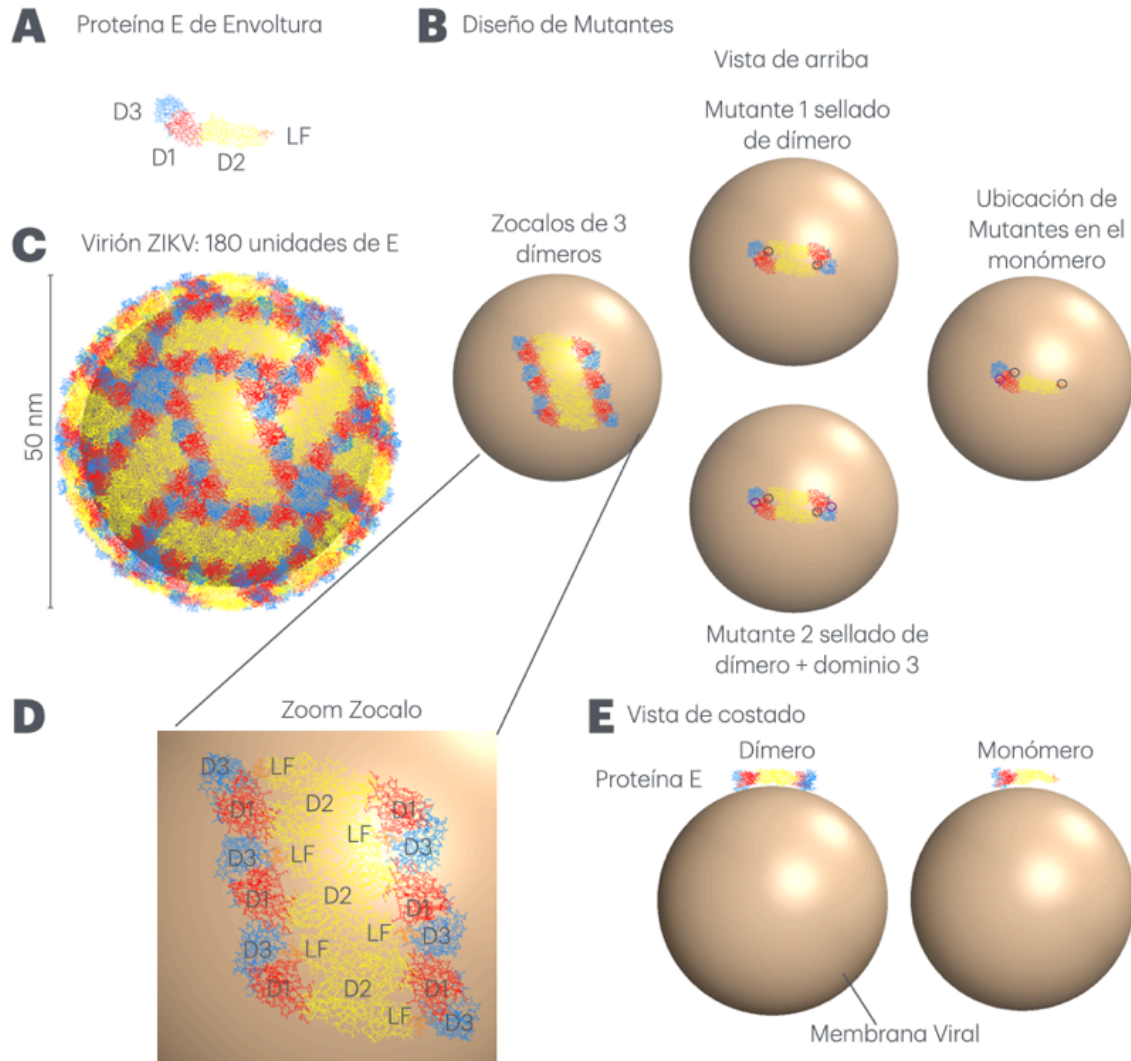 A Proteína E de Envoltura
D3
D1
D2
LF
B Diseño de Mutantes
Vista de arriba
Mutante 1 sellado
de dímero
Zocalos de 3
dímeros
Ubicación de
Mutantes en el
monómero
Mutante 2 sellado de
dímero + dominio 3
C Virión ZIKV: 180 unidades de E
50 nm
D Zoom Zocalo
D3
LF
D1
D2
D1
LF
D3
D3
LF
D1
D2
D1
LF
D3
D3
LF
D1
D2
D1
LF
D3
E Vista de costado
Dímero
Monómero
Proteína E
Membrana Viral